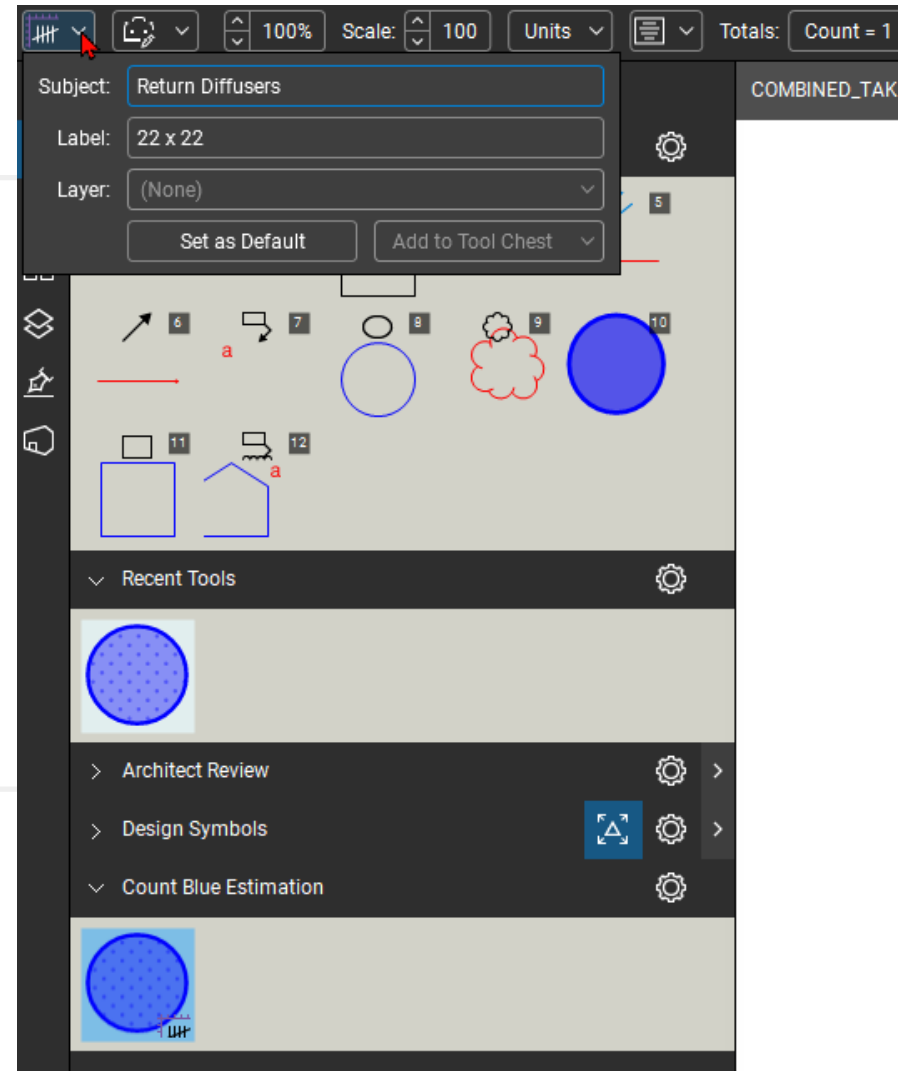 100% Scale: 100 Units Totals: Count = 1
Subject: Return Diffusers
COMBINED_TAK
Label: 22 x 22
Layer: (None)
5
Set as Default Add to Tool Chest
6 7 8 9 10
a
11 12
a
Recent Tools
Architect Review
Design Symbols
Count Blue Estimation